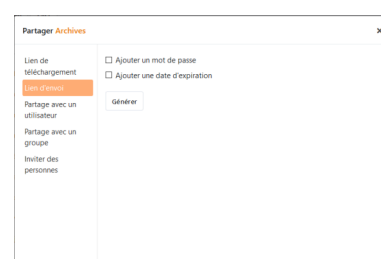 Partager Archives
×
Lien de
téléchargement
Lien d'envoi
Partage avec un
utilisateur
Partage avec un
groupe
Inviter des
personnes
Ajouter un mot de passe
Ajouter une date d'expiration
Générer